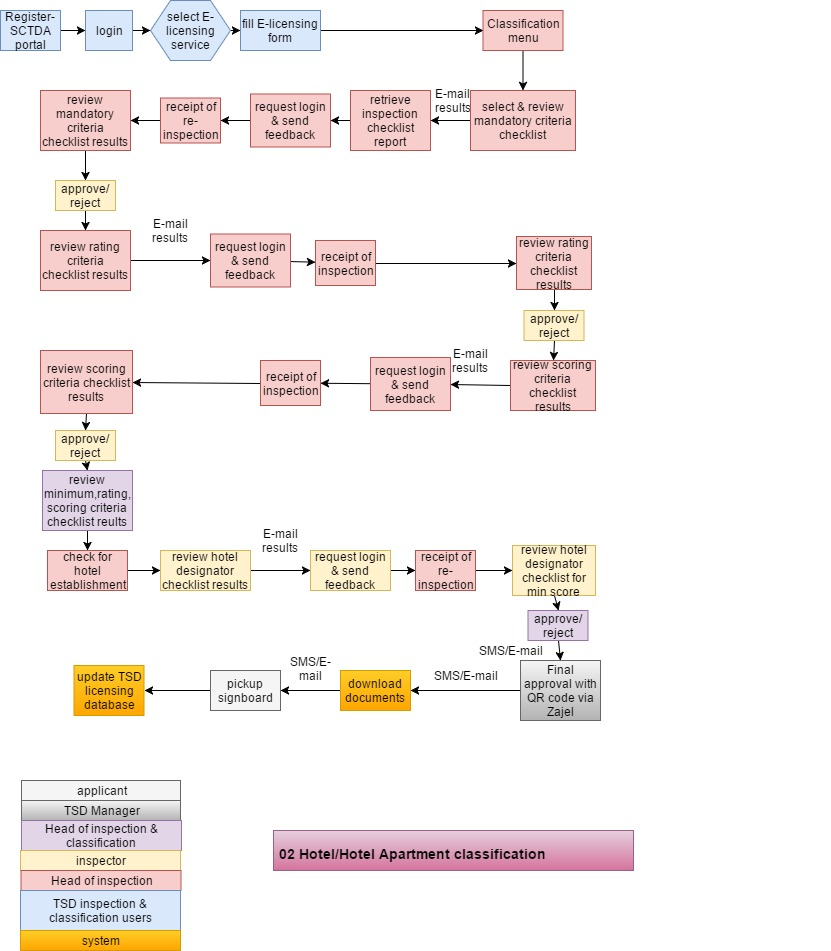 Register-
SCTDA
portal
login
select E-
licensing
service
fill E-licensing
form
Classification
menu
review
mandatory
criteria
checklist results
receipt of
re-
inspection
request login
& send
feedback
retrieve
inspection
checklist
report
E-mail
results
select & review
mandatory criteria
checklist
approve/
reject
review rating
criteria
checklist results
E-mail
results
request login
& send
feedback
receipt of
inspection
review rating
criteria
checklist
results
approve/
reject
review scoring
criteria checklist
results
receipt of
inspection
request login
& send
feedback
E-mail
results
review scoring
criteria
checklist
results
approve/
reject
review
minimum,rating,
scoring criteria
checklist reults
check for
hotel
establishment
review hotel
designator
checklist results
E-mail
results
request login
& send
feedback
receipt of
re-
inspection
review hotel
designator
checklist for
min score
approve/
reject
SMS/E-mail
update TSD
licensing
database
pickup
signboard
SMS/E-
mail
download
documents
SMS/E-mail
Final
approval with
QR code via
Zajel
applicant
TSD Manager
Head of inspection &
classification
inspector
Head of inspection
TSD inspection &
classification users
system
02 Hotel/Hotel Apartment classification